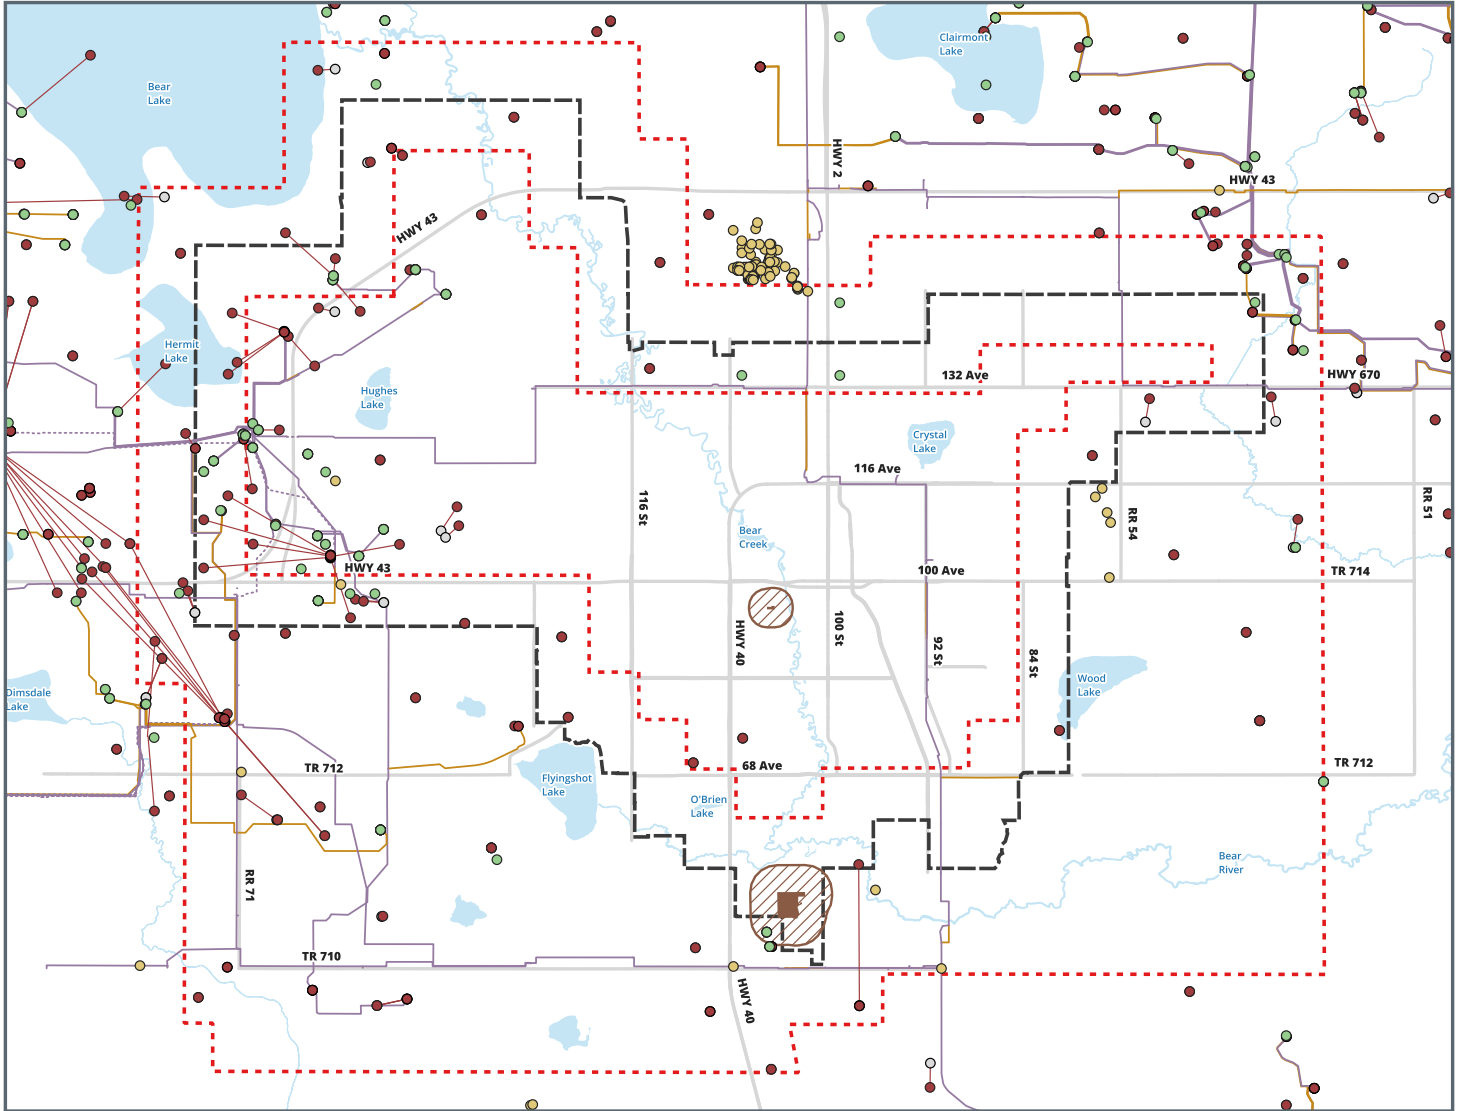 Clairmont
Lake
Bear
Lake
HWY 2
HWY 43
HWY 43
Hermit
Lake
132 Ave
HWY 670
Hughes
Lake
Crystal
Lake
116 Ave
116 St
RR 54
RR 51
Bear
Creek
HWY 43
100 Ave
TR 714
HWY 40
100 St
92 St
84 St
Dimsdale
Lake
Wood
Lake
TR 712
68 Ave
TR 712
Flyingshot
Lake
O'Brien
Lake
Bear
River
RR 71
TR 710
HWY 40